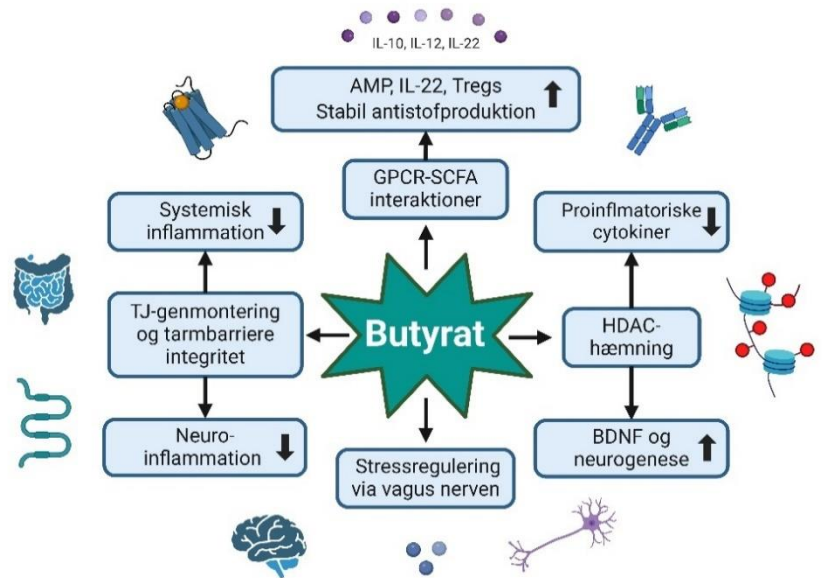 IL-10, IL-12, IL-22
AMP, IL-22, Tregs
Stabil antistofproduktion
GPCR-SCFA
interaktioner
Systemisk
inflammation
Proinflmatoriske
cytokiner
TJ-genmontering
og tarmbarriere
integritet
Butyrat
HDAC-
hæmning
Neuro-
inflammation
Stressregulering
via vagus nerven
BDNF og
neurogenese